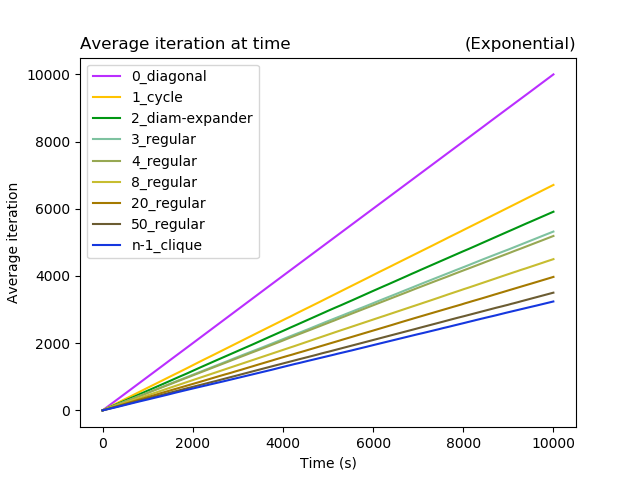 Average iteration at time (Exponential)
10000
8000
6000
4000
2000
0
Average iteration
0_diagonal
1_cycle
2_diam-expander
3_regular
4_regular
8_regular
20_regular
50_regular
n-1_clique
0 2000 4000 6000 8000 10000
Time (s)